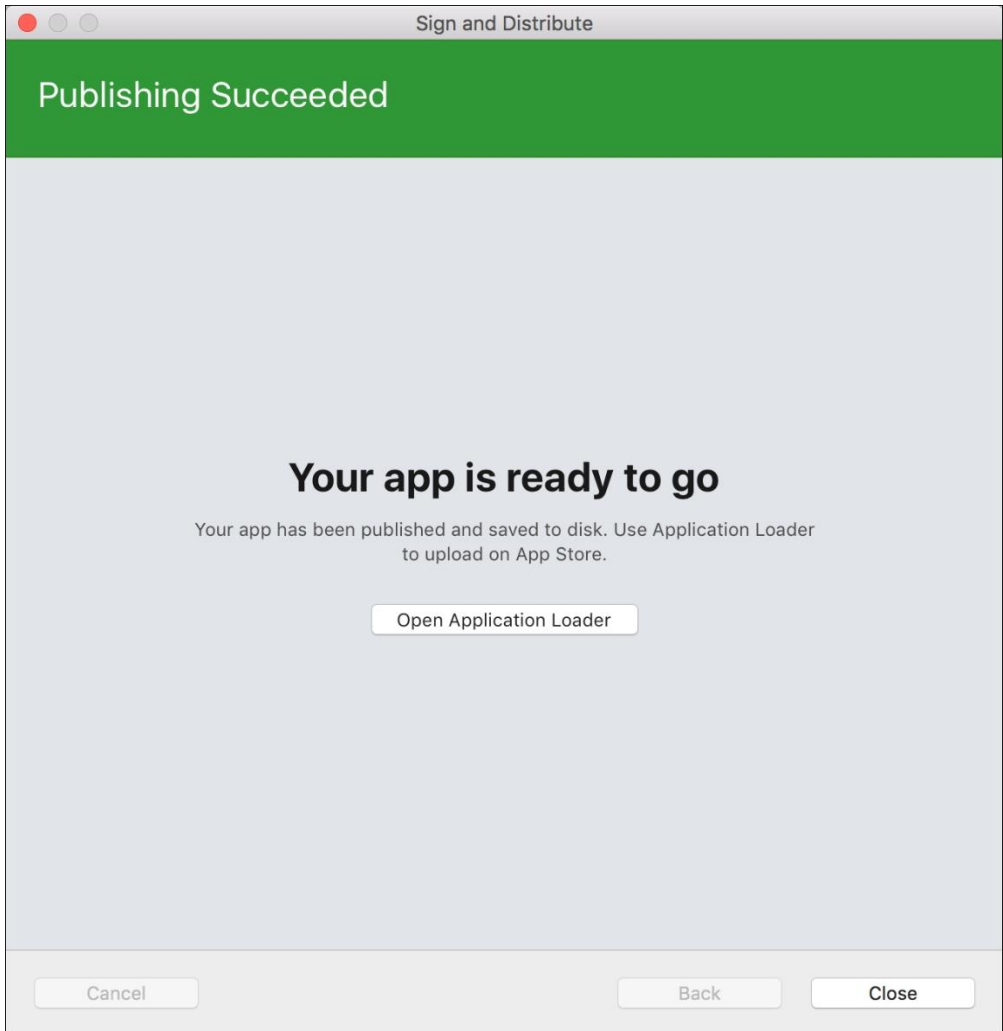 Sign and Distribute
Publishing Succeeded
Your app is ready to go
Your app has been published and saved to disk. Use Application Loader
to upload on App Store.
Open Application Loader
Cancel
Back
Close